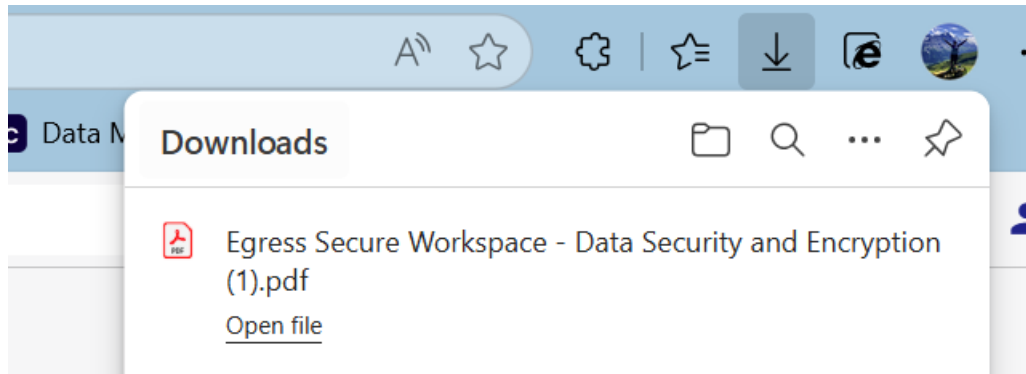 Data M
Downloads
Egress Secure Workspace - Data Security and Encryption
(1).pdf
Open file